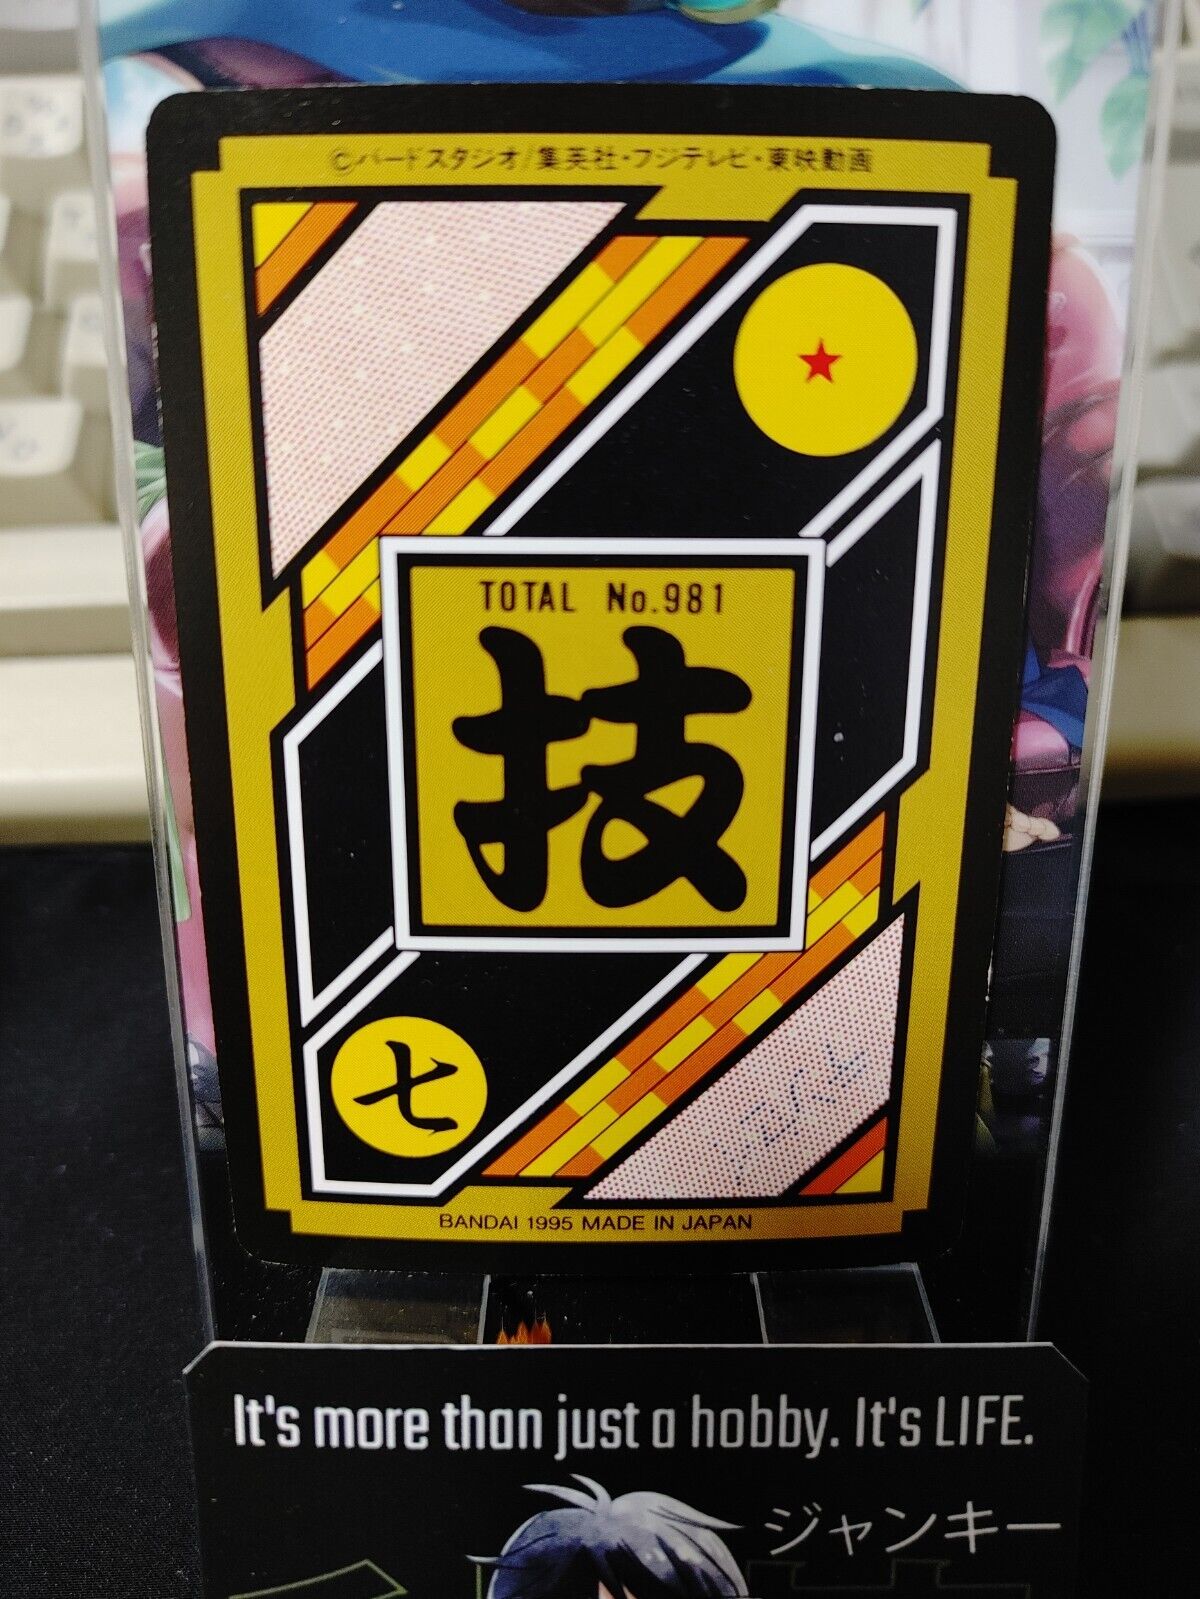 ©バードスタジオ/集英社・フジテレビ・東映動画
TOTAL No.981
技
七
BANDAI 1995 MADE IN JAPAN
It's more than just a hobby. It's LIFE.
ジャンキー